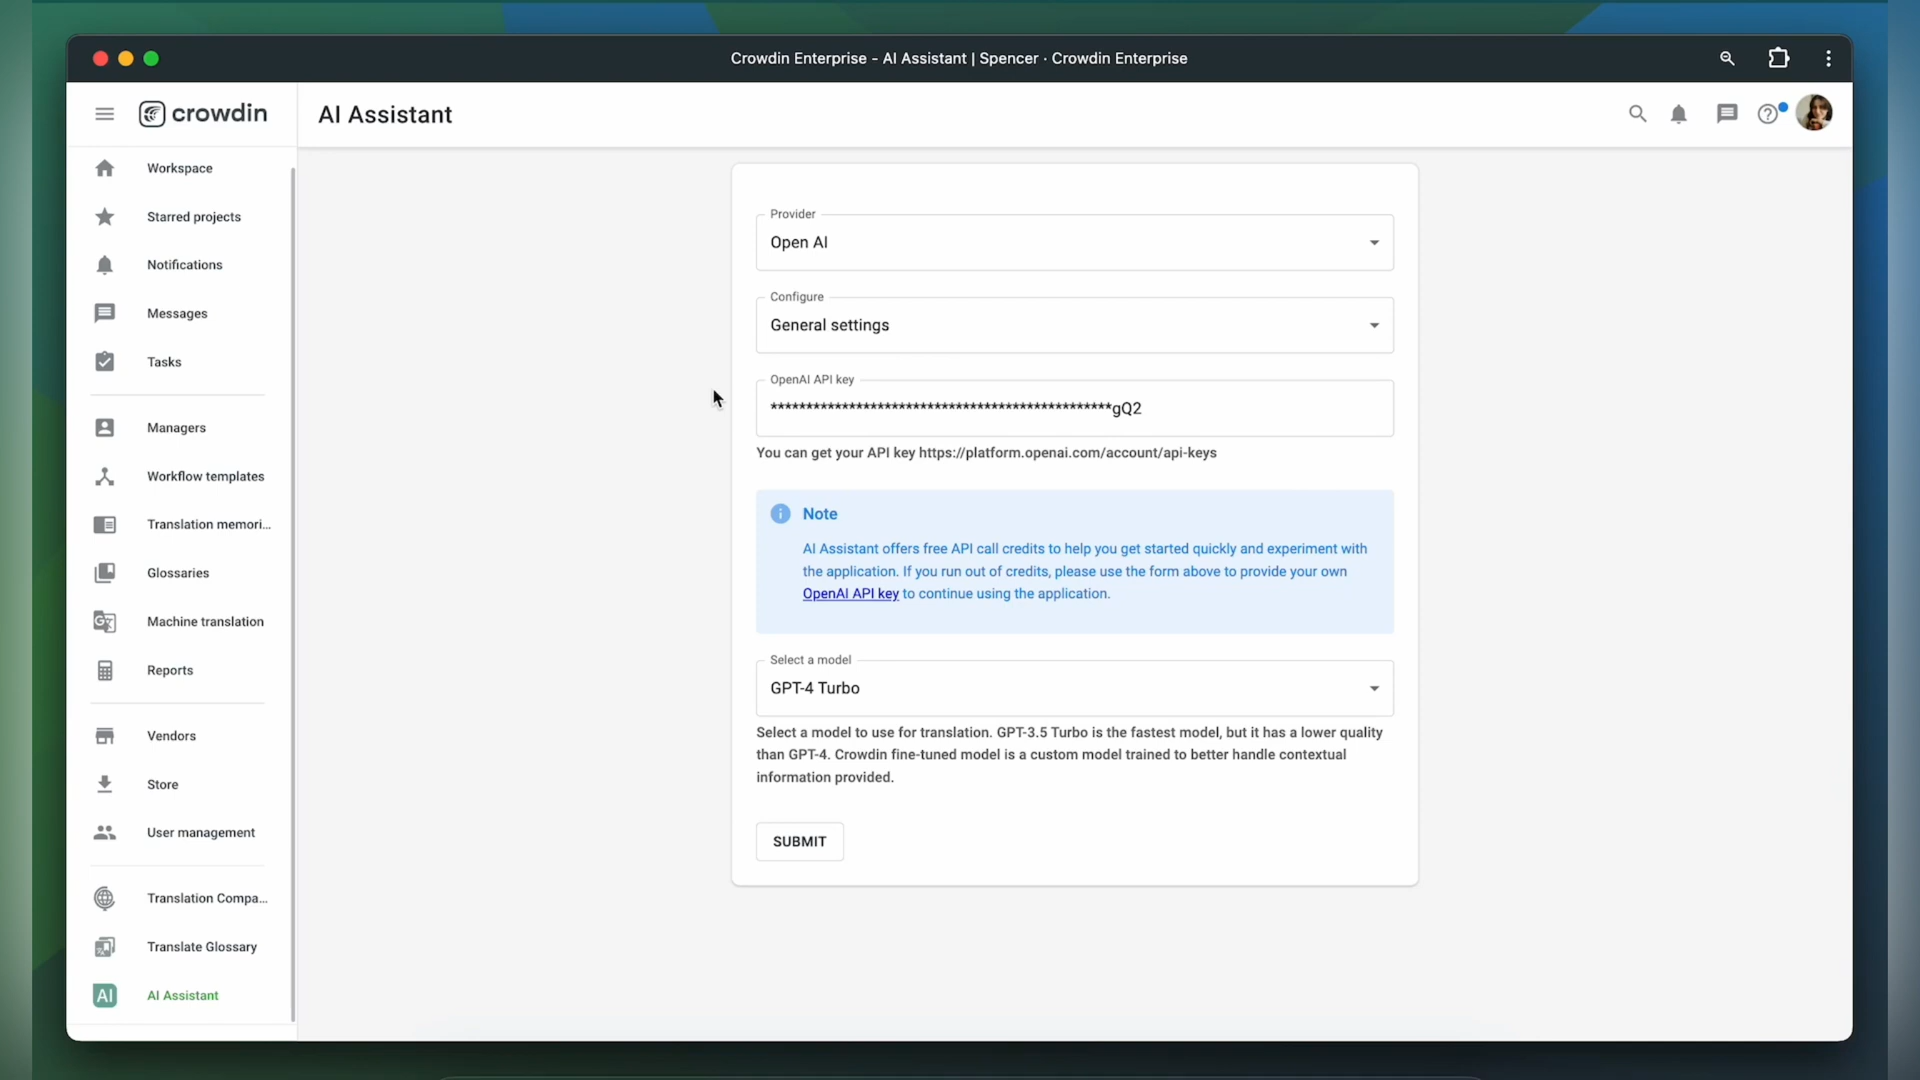 Crowdin Enterprise - AI Assistant | Spencer · Crowdin Enterprise
crowdin
AI Assistant
Workspace
Starred projects
Notifications
Messages
Tasks
Managers
Workflow templates
Translation memori...
Glossaries
Machine translation
Reports
Vendors
Store
User management
Translation Compa...
Translate Glossary
AI
AI Assistant
Provider
Open AI
Configure
General settings
OpenAI API key
************************************************gQ2
You can get your API key https://platform.openai.com/account/api-keys
Note
AI Assistant offers free API call credits to help you get started quickly and experiment with
the application. If you run out of credits, please use the form above to provide your own
OpenAI API key to continue using the application.
Select a model
GPT-4 Turbo
Select a model to use for translation. GPT-3.5 Turbo is the fastest model, but it has a lower quality
than GPT-4. Crowdin fine-tuned model is a custom model trained to better handle contextual
information provided.
SUBMIT